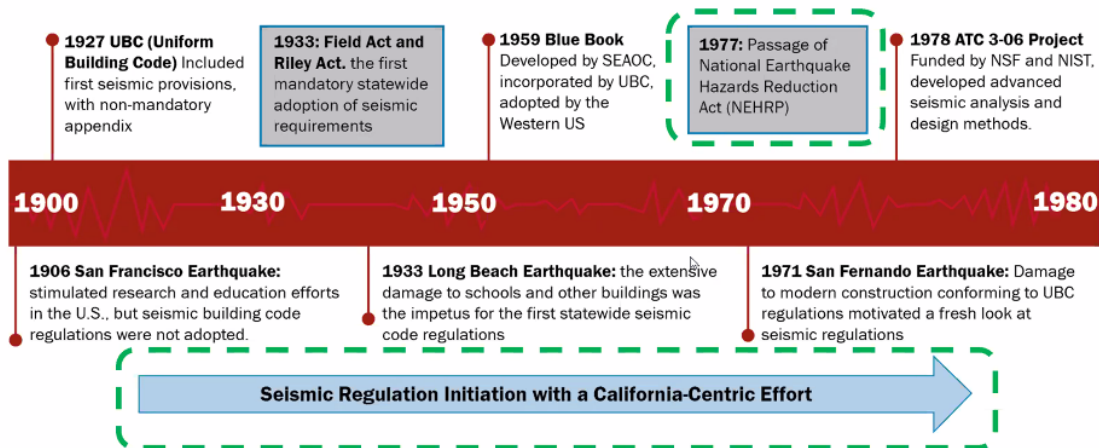 1927 UBC (Uniform
Building Code) Included
first seismic provisions,
with non-mandatory
appendix
1933: Field Act and
Riley Act. the first
mandatory statewide
adoption of seismic
requirements
1959 Blue Book
Developed by SEAOC,
incorporated by UBC,
adopted by the
Western US
1977: Passage of
National Earthquake
Hazards Reduction
Act (NEHRP)
1978 ATC 3-06 Project
Funded by NSF and NIST,
developed advanced
seismic analysis and
design methods.
1900
1930
1950
1970
1980
1906 San Francisco Earthquake:
stimulated research and education efforts
in the U.S., but seismic building code
regulations were not adopted.
1933 Long Beach Earthquake: the extensive
damage to schools and other buildings was
the impetus for the first statewide seismic
code regulations
1971 San Fernando Earthquake: Damage
to modern construction conforming to UBC
regulations motivated a fresh look at
seismic regulations
Seismic Regulation Initiation with a California-Centric Effort